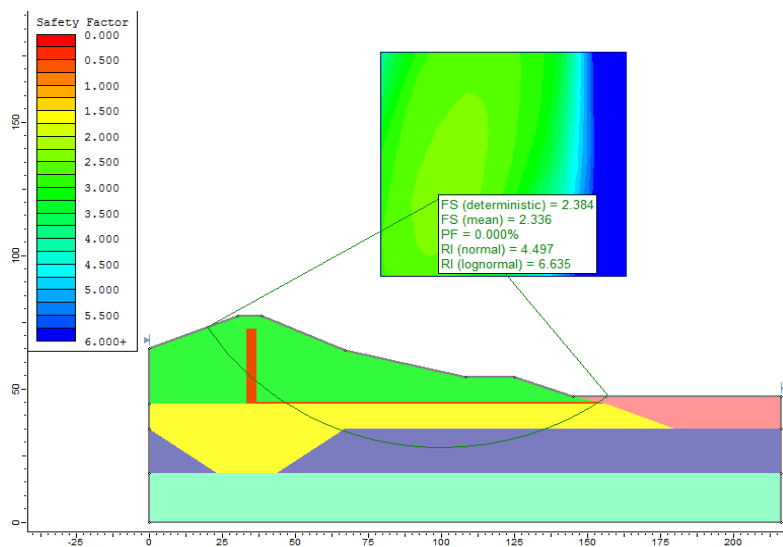 Safety Factor
0.000
0.500
1.000
1.500
2.000
2.500
3.000
3.500
4.000
4.500
5.000
5.500
6.000+
FS (deterministic) = 2.384
FS (mean) = 2.336
PF = 0.000%
RI (normal) = 4.497
RI (lognormal) = 6.635
150
100
50
0
-25 0 25 50 75 100 125 150 175 200